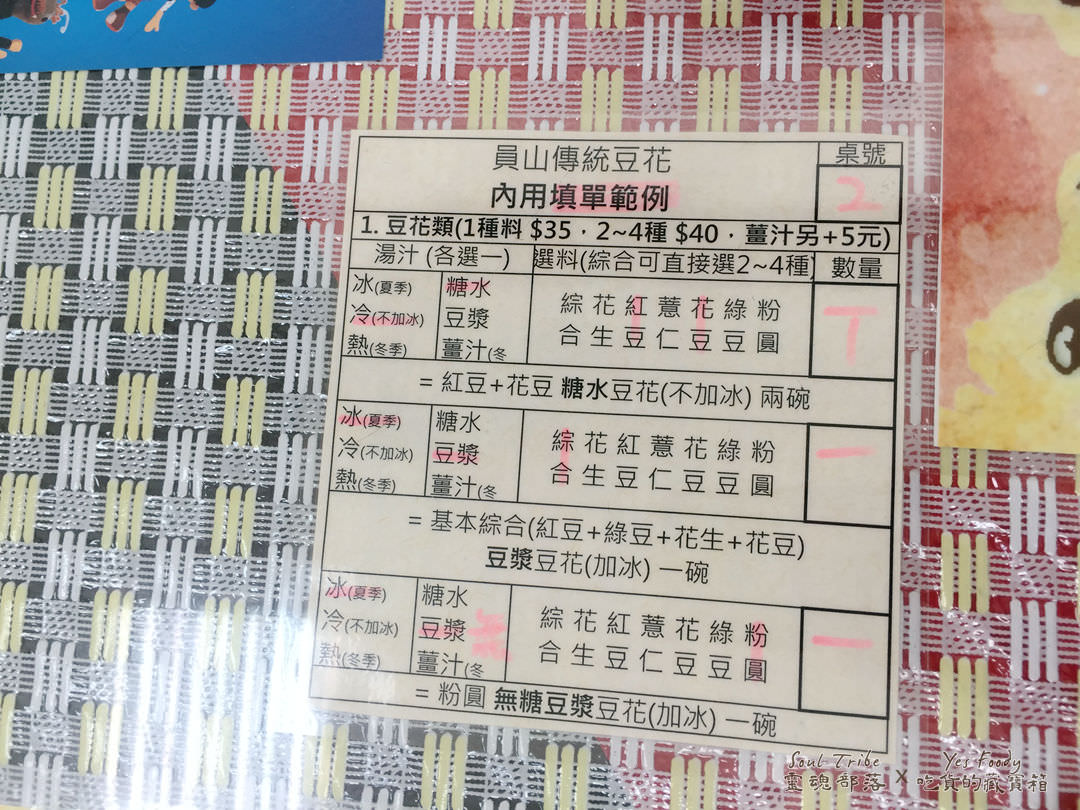 員山傳統豆花
桌號
內用填單範例
2
1. 豆花類(1種料 $35，2~4種 $40，薑汁另+5元)
湯汁 (各選一) 選料(綜合可直接選2~4種) 數量
冰(夏季) 糖水
冷(不加冰) 豆漿
熱(冬季) 薑汁(冬
綜 花 紅 薏 花 綠 粉
合 生 豆 仁 豆 豆 圓
= 紅豆+花豆 糖水豆花(不加冰) 兩碗
冰(夏季) 糖水
冷(不加冰) 豆漿
熱(冬季) 薑汁(冬
綜 花 紅 薏 花 綠 粉
合 生 豆 仁 豆 豆 圓
一
= 基本綜合(紅豆+綠豆+花生+花豆)
豆漿豆花(加冰) 一碗
冰(夏季) 糖水
冷(不加冰) 豆漿
熱(冬季) 薑汁(冬
綜 花 紅 薏 花 綠 粉
合 生 豆 仁 豆 豆 圓
一
= 粉圓 無糖豆漿豆花(加冰) 一碗
Soul Tribe Yes Foody
靈魂部落 × 吃貨的藏寶箱